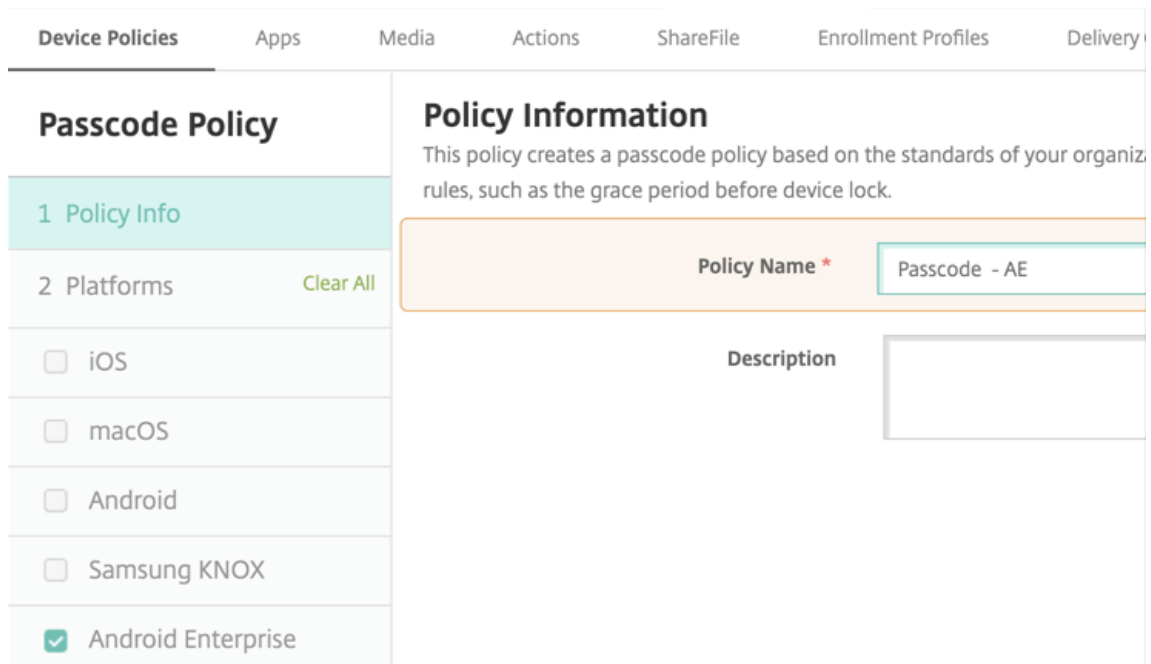 Device Policies Apps Media Actions ShareFile Enrollment Profiles Delivery
Passcode Policy
1 Policy Info
2 Platforms Clear All
iOS
macOS
Android
Samsung KNOX
Android Enterprise
Policy Information
This policy creates a passcode policy based on the standards of your
rules, such as the grace period before device lock.
Policy Name *
Passcode - AE
Description